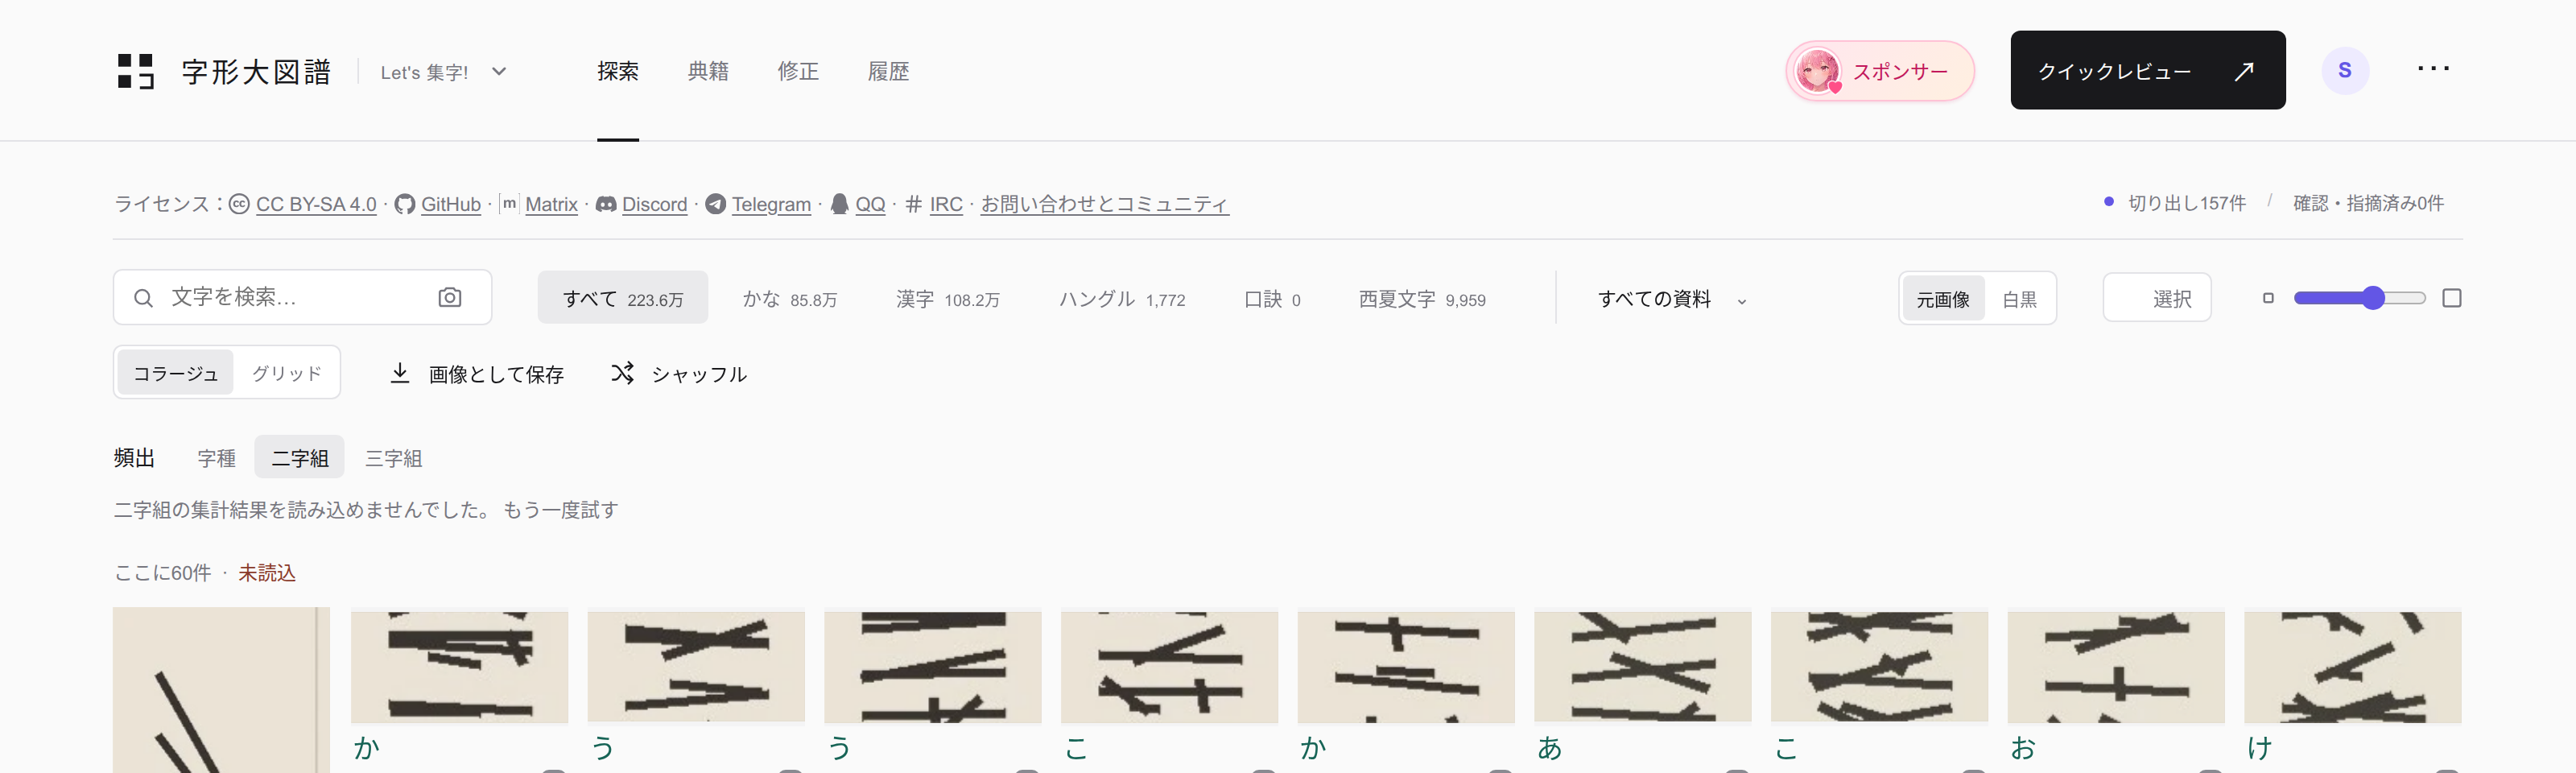 字形大図譜 Let's 集字! 探索 典籍 修正 履歴 スポンサー クイックレビュー S
ライセンス：CC BY-SA 4.0 · GitHub · [m] Matrix · Discord · Telegram · QQ · IRC · お問い合わせとコミュニティ 切り出し157件 / 確認・指摘済み0件
文字を検索… すべて 223.6万 かな 85.8万 漢字 108.2万 ハングル 1,772 口訣 0 西夏文字 9,959 すべての資料 元画像 白黒 選択
コラージュ グリッド 画像として保存 シャッフル
頻出 字種 二字組 三字組
二字組の集計結果を読み込めませんでした。 もう一度試す
ここに60件 · 未読込
か う う こ か あ こ お け